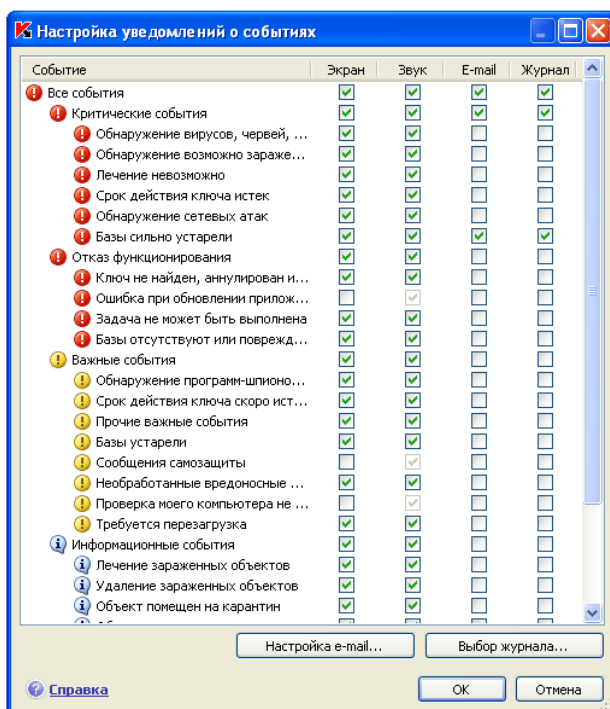 Настройка уведомлений о событиях
Событие Экран Звук E-mail Журнал
Все события
Критические события
Обнаружение вирусов, червей, ...
Обнаружение возможно зараже...
Лечение невозможно
Срок действия ключа истек
Обнаружение сетевых атак
Базы сильно устарели
Отказ функционирования
Ключ не найден, аннулирован и...
Ошибка при обновлении прилож...
Задача не может быть выполнена
Базы отсутствуют или поврежд...
Важные события
Обнаружение программ-шпионо...
Срок действия ключа скоро ист...
Прочие важные события
Базы устарели
Сообщения самозащиты
Необработанные вредоносные ...
Проверка моего компьютера не ...
Требуется перезагрузка
Информационные события
Лечение зараженных объектов
Удаление зараженных объектов
Объект помещен на карантин
Настройка e-mail... Выбор журнала...
Справка OK Отмена